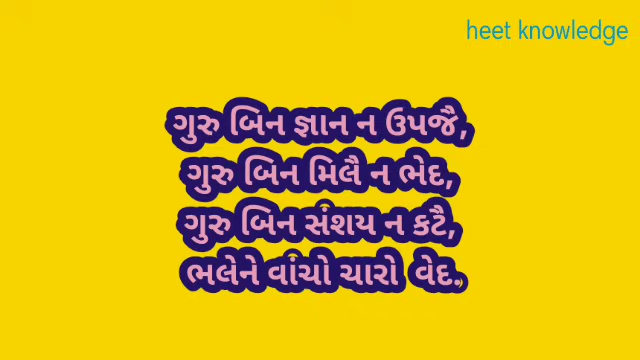 heet knowledge
ગુરુ બિન જ્ઞાન ન ઉપજૈ,
ગુરુ બિન મિલૈ ન ભેદ,
ગુરુ બિન સંશય ન કટૈ,
ભલેને વાંચો ચારો વેદ.